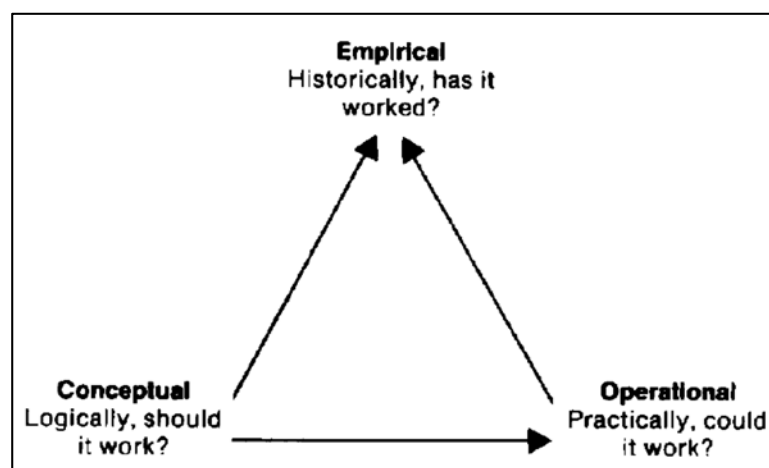 Empirical
Historically, has it
worked?
Conceptual
Logically, should
it work?
Operational
Practically, could
it work?